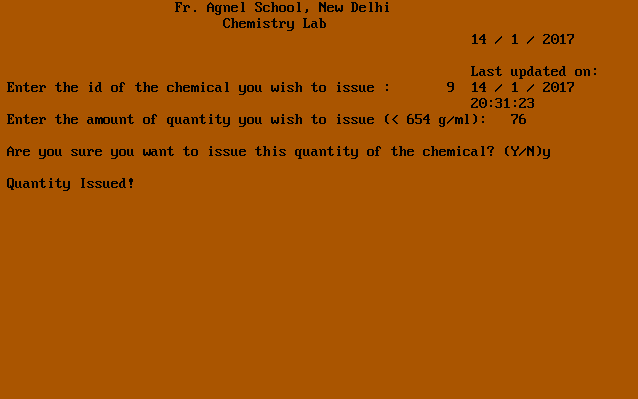 Fr. Agnel School, New Delhi
Chemistry Lab
14 / 1 / 2017
Last updated on:
Enter the id of the chemical you wish to issue : 9 14 / 1 / 2017
20:31:23
Enter the amount of quantity you wish to issue (< 654 g/ml): 76
Are you sure you want to issue this quantity of the chemical? (Y/N)y
Quantity Issued!